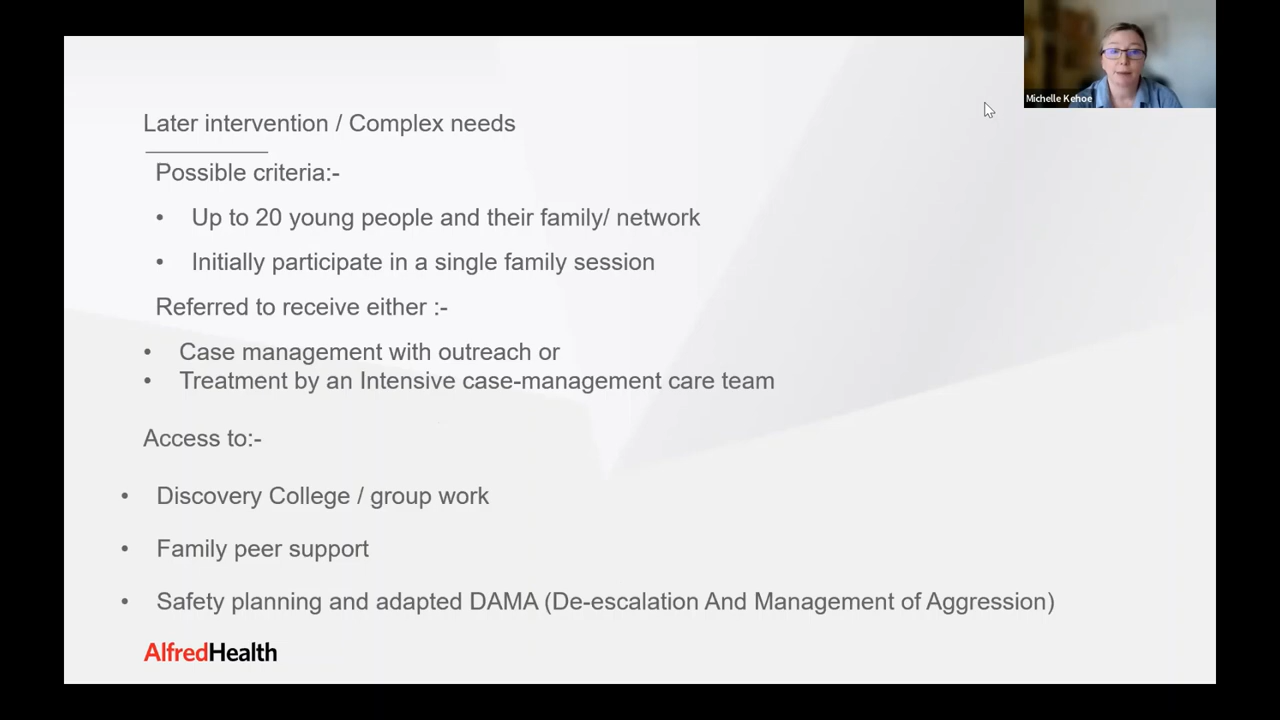 Michelle Kehoe
Later intervention / Complex needs
Possible criteria:-
• Up to 20 young people and their family/ network
• Initially participate in a single family session
Referred to receive either :-
• Case management with outreach or
• Treatment by an Intensive case-management care team
Access to:-
• Discovery College / group work
• Family peer support
• Safety planning and adapted DAMA (De-escalation And Management of Aggression)
AlfredHealth